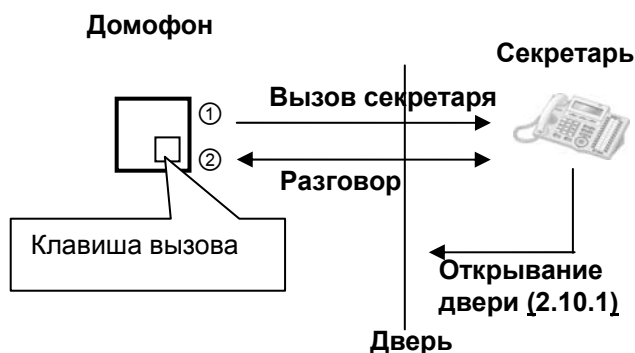 Домофон
Секретарь
Вызов секретаря
①
②
Разговор
Клавиша вызова
Открывание
двери (2.10.1)
Дверь